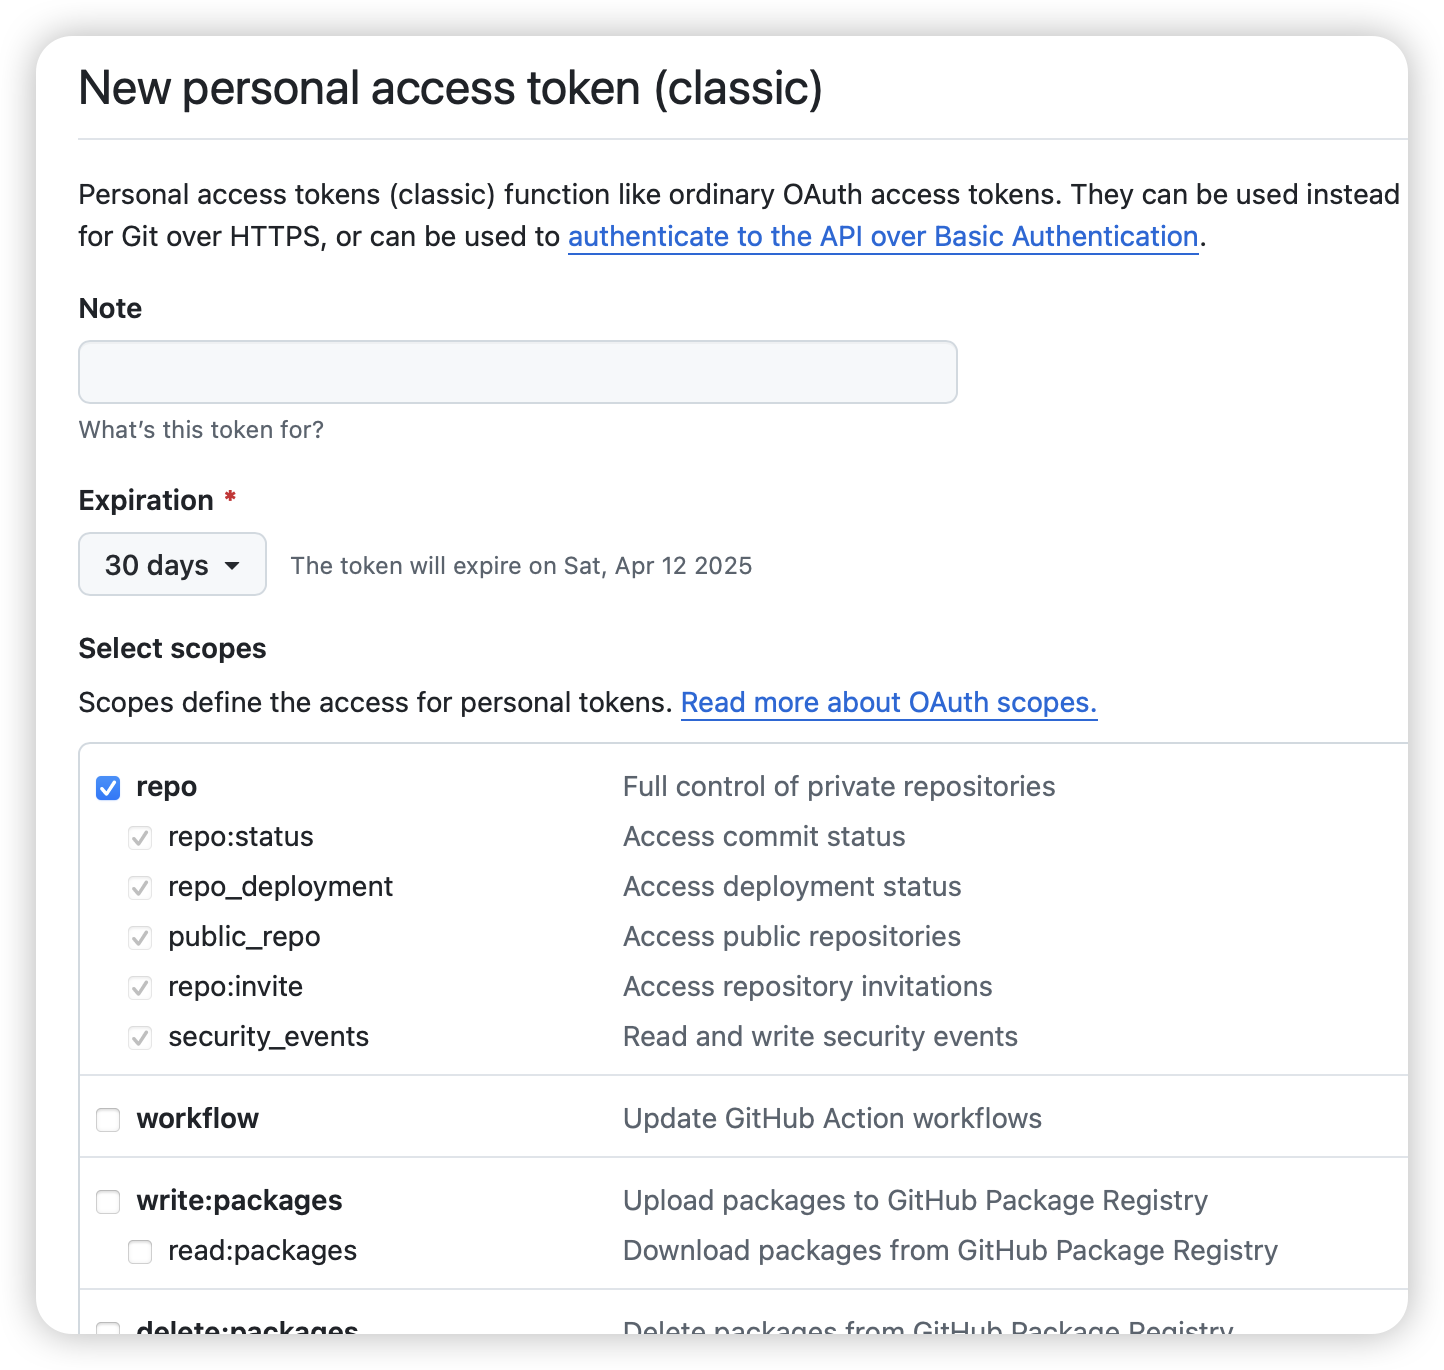 New personal access token (classic)
Personal access tokens (classic) function like ordinary OAuth access tokens. They can be used instead
for Git over HTTPS, or can be used to authenticate to the API over Basic Authentication.
Note
What's this token for?
Expiration *
30 days The token will expire on Sat, Apr 12 2025
Select scopes
Scopes define the access for personal tokens. Read more about OAuth scopes.
repo Full control of private repositories
repo:status Access commit status
repo_deployment Access deployment status
public_repo Access public repositories
repo:invite Access repository invitations
security_events Read and write security events
workflow Update GitHub Action workflows
write:packages Upload packages to GitHub Package Registry
read:packages Download packages from GitHub Package Registry
delete:packages Delete packages from GitHub Package Registry